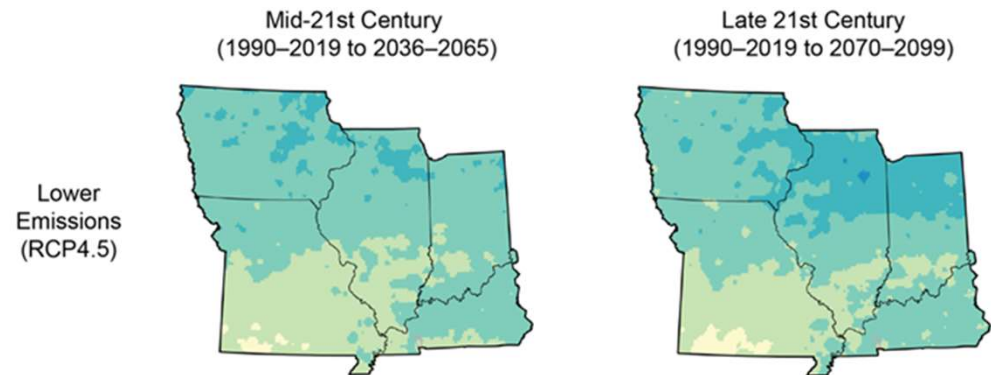 Mid-21st Century
(1990–2019 to 2036–2065)
Late 21st Century
(1990–2019 to 2070–2099)
Lower
Emissions
(RCP4.5)